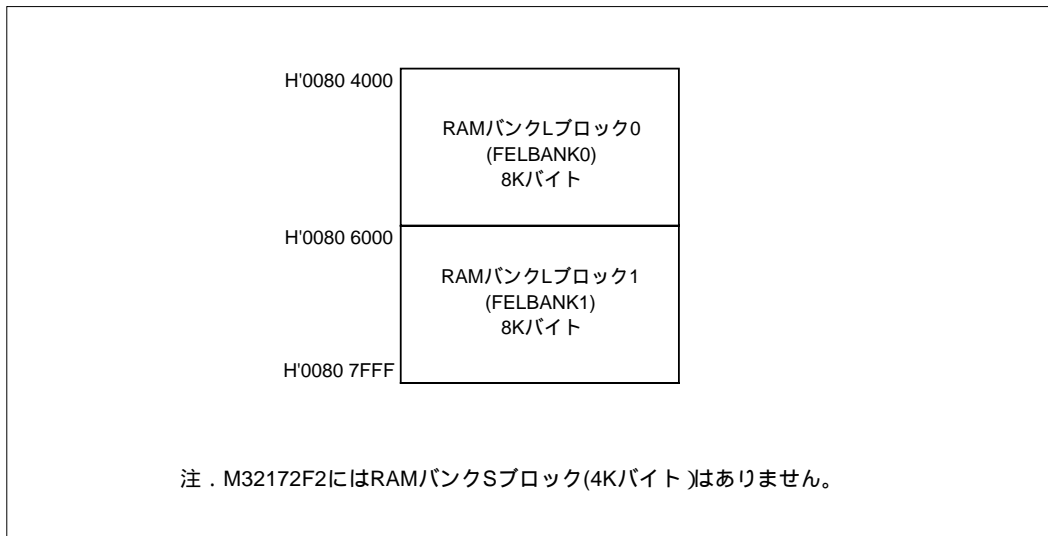 H'0080 4000
RAMバンクLブロック0
(FELBANK0)
8Kバイト
H'0080 6000
RAMバンクLブロック1
(FELBANK1)
8Kバイト
H'0080 7FFF
注．M32172F2にはRAMバンクSブロック(4Kバイト)はありません。